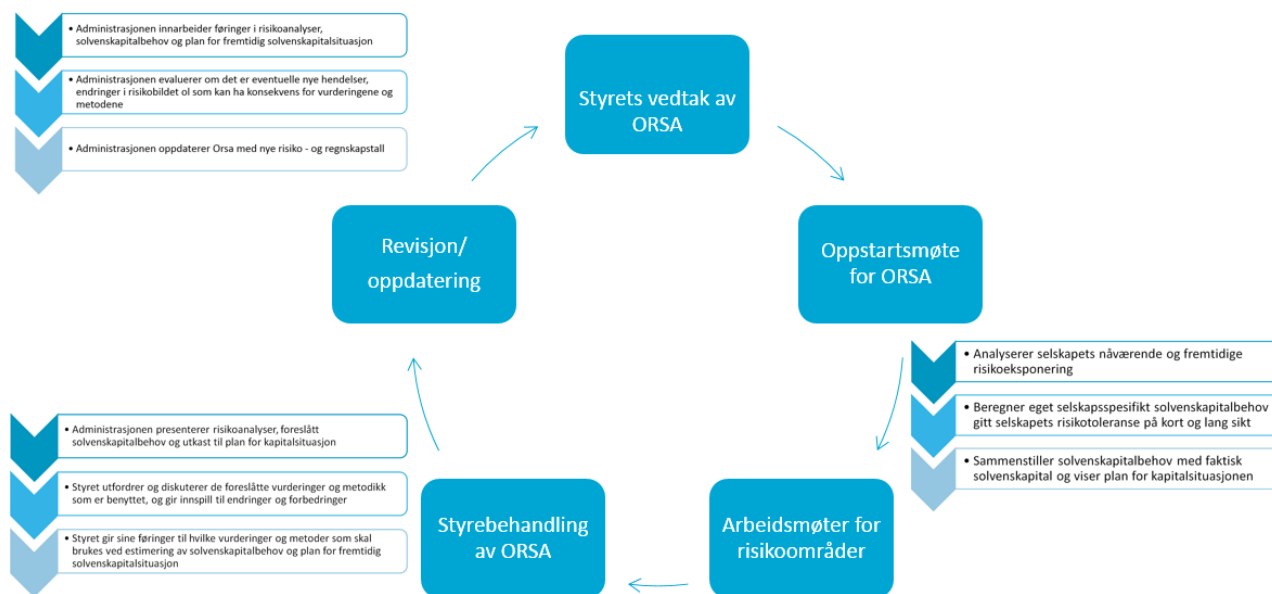 • Administrasjonen innarbeider føringer i risikoanalyser,
solvenskapitalbehov og plan for fremtidig solvenskapitalsituasjon
• Administrasjonen evaluerer om det er eventuelle nye hendelser,
endringer i risikobildet ol som kan ha konsekvens for vurderingene og
metodene
• Administrasjonen oppdaterer Orsa med nye risiko - og regnskapstall
Styrets vedtak av
ORSA
Oppstartsmøte
for ORSA
• Analyserer selskapets nåværende og fremtidige
risikoeksponering
• Beregner eget selskapsspesifikt solvenskapitalbehov
gitt selskapets risikotoleranse på kort og lang sikt
• Sammenstiller solvenskapitalbehov med faktisk
solvenskapital og viser plan for kapitalsituasjonen
Arbeidsmøter for
risikoområder
Styrebehandling
av ORSA
• Administrasjonen presenterer risikoanalyser, foreslått
solvenskapitalbehov og utkast til plan for kapitalsituasjon
• Styret utfordrer og diskuterer de foreslåtte vurderinger og metodikk
som er benyttet, og gir innspill til endringer og forbedringer
• Styret gir sine føringer til hvilke vurderinger og metoder som skal
brukes ved estimering av solvenskapitalbehov og plan for fremtidig
solvenskapitalsituasjon
Revisjon/
oppdatering